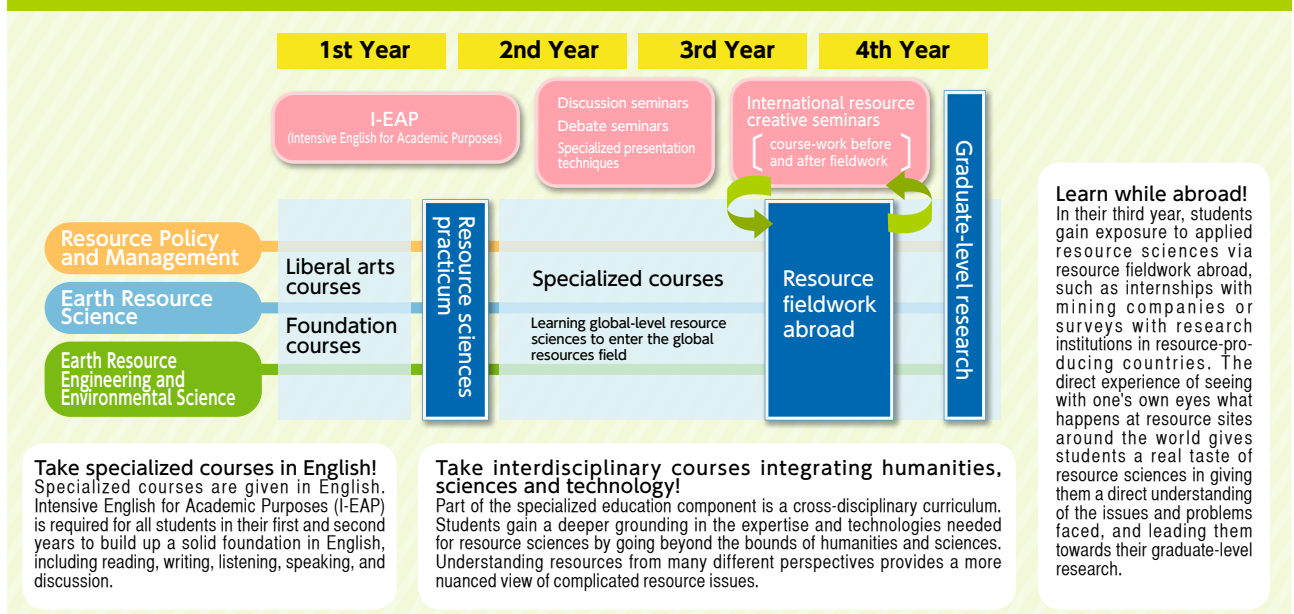 1st Year
2nd Year
3rd Year
4th Year
I-EAP
(Intensive English for Academic Purposes)
Discussion seminars
Debate seminars
Specialized presentation
techniques
International resource
creative seminars
course-work before
and after fieldwork
Graduate-level research
Resource Policy
and Management
Earth Resource
Science
Earth Resource
Engineering and
Environmental Science
Liberal arts
courses
Foundation
courses
Resource sciences
practicum
Specialized courses
Learning global-level resource
sciences to enter the global
resources field
Resource
fieldwork
abroad
Learn while abroad!
In their third year, students
gain exposure to applied
resource sciences via
resource fieldwork abroad,
such as internships with
mining companies or
surveys with research
institutions in resource-pro-
ducing countries. The
direct experience of seeing
with one's own eyes what
happens at resource sites
around the world gives
students a real taste of
resource sciences in giving
them a direct understanding
of the issues and problems
faced, and leading them
towards their graduate-level
research.
Take specialized courses in English!
Specialized courses are given in English.
Intensive English for Academic Purposes (I-EAP)
is required for all students in their first and second
years to build up a solid foundation in English,
including reading, writing, listening, speaking, and
discussion.
Take interdisciplinary courses integrating humanities,
sciences and technology!
Part of the specialized education component is a cross-disciplinary curriculum.
Students gain a deeper grounding in the expertise and technologies needed
for resource sciences by going beyond the bounds of humanities and sciences.
Understanding resources from many different perspectives provides a more
nuanced view of complicated resource issues.